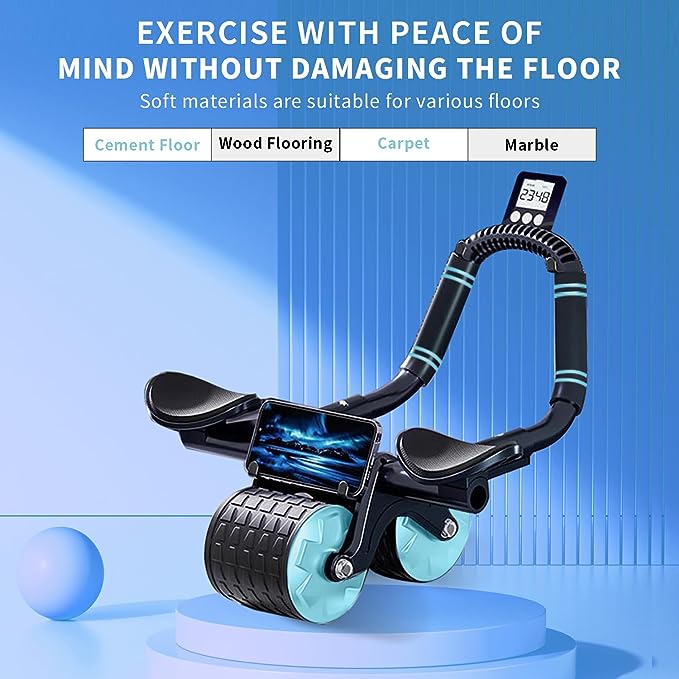 EXERCISE WITH PEACE OF
MIND WITHOUT DAMAGING THE FLOOR
Soft materials are suitable for various floors
Cement Floor Wood Flooring Carpet Marble
2348